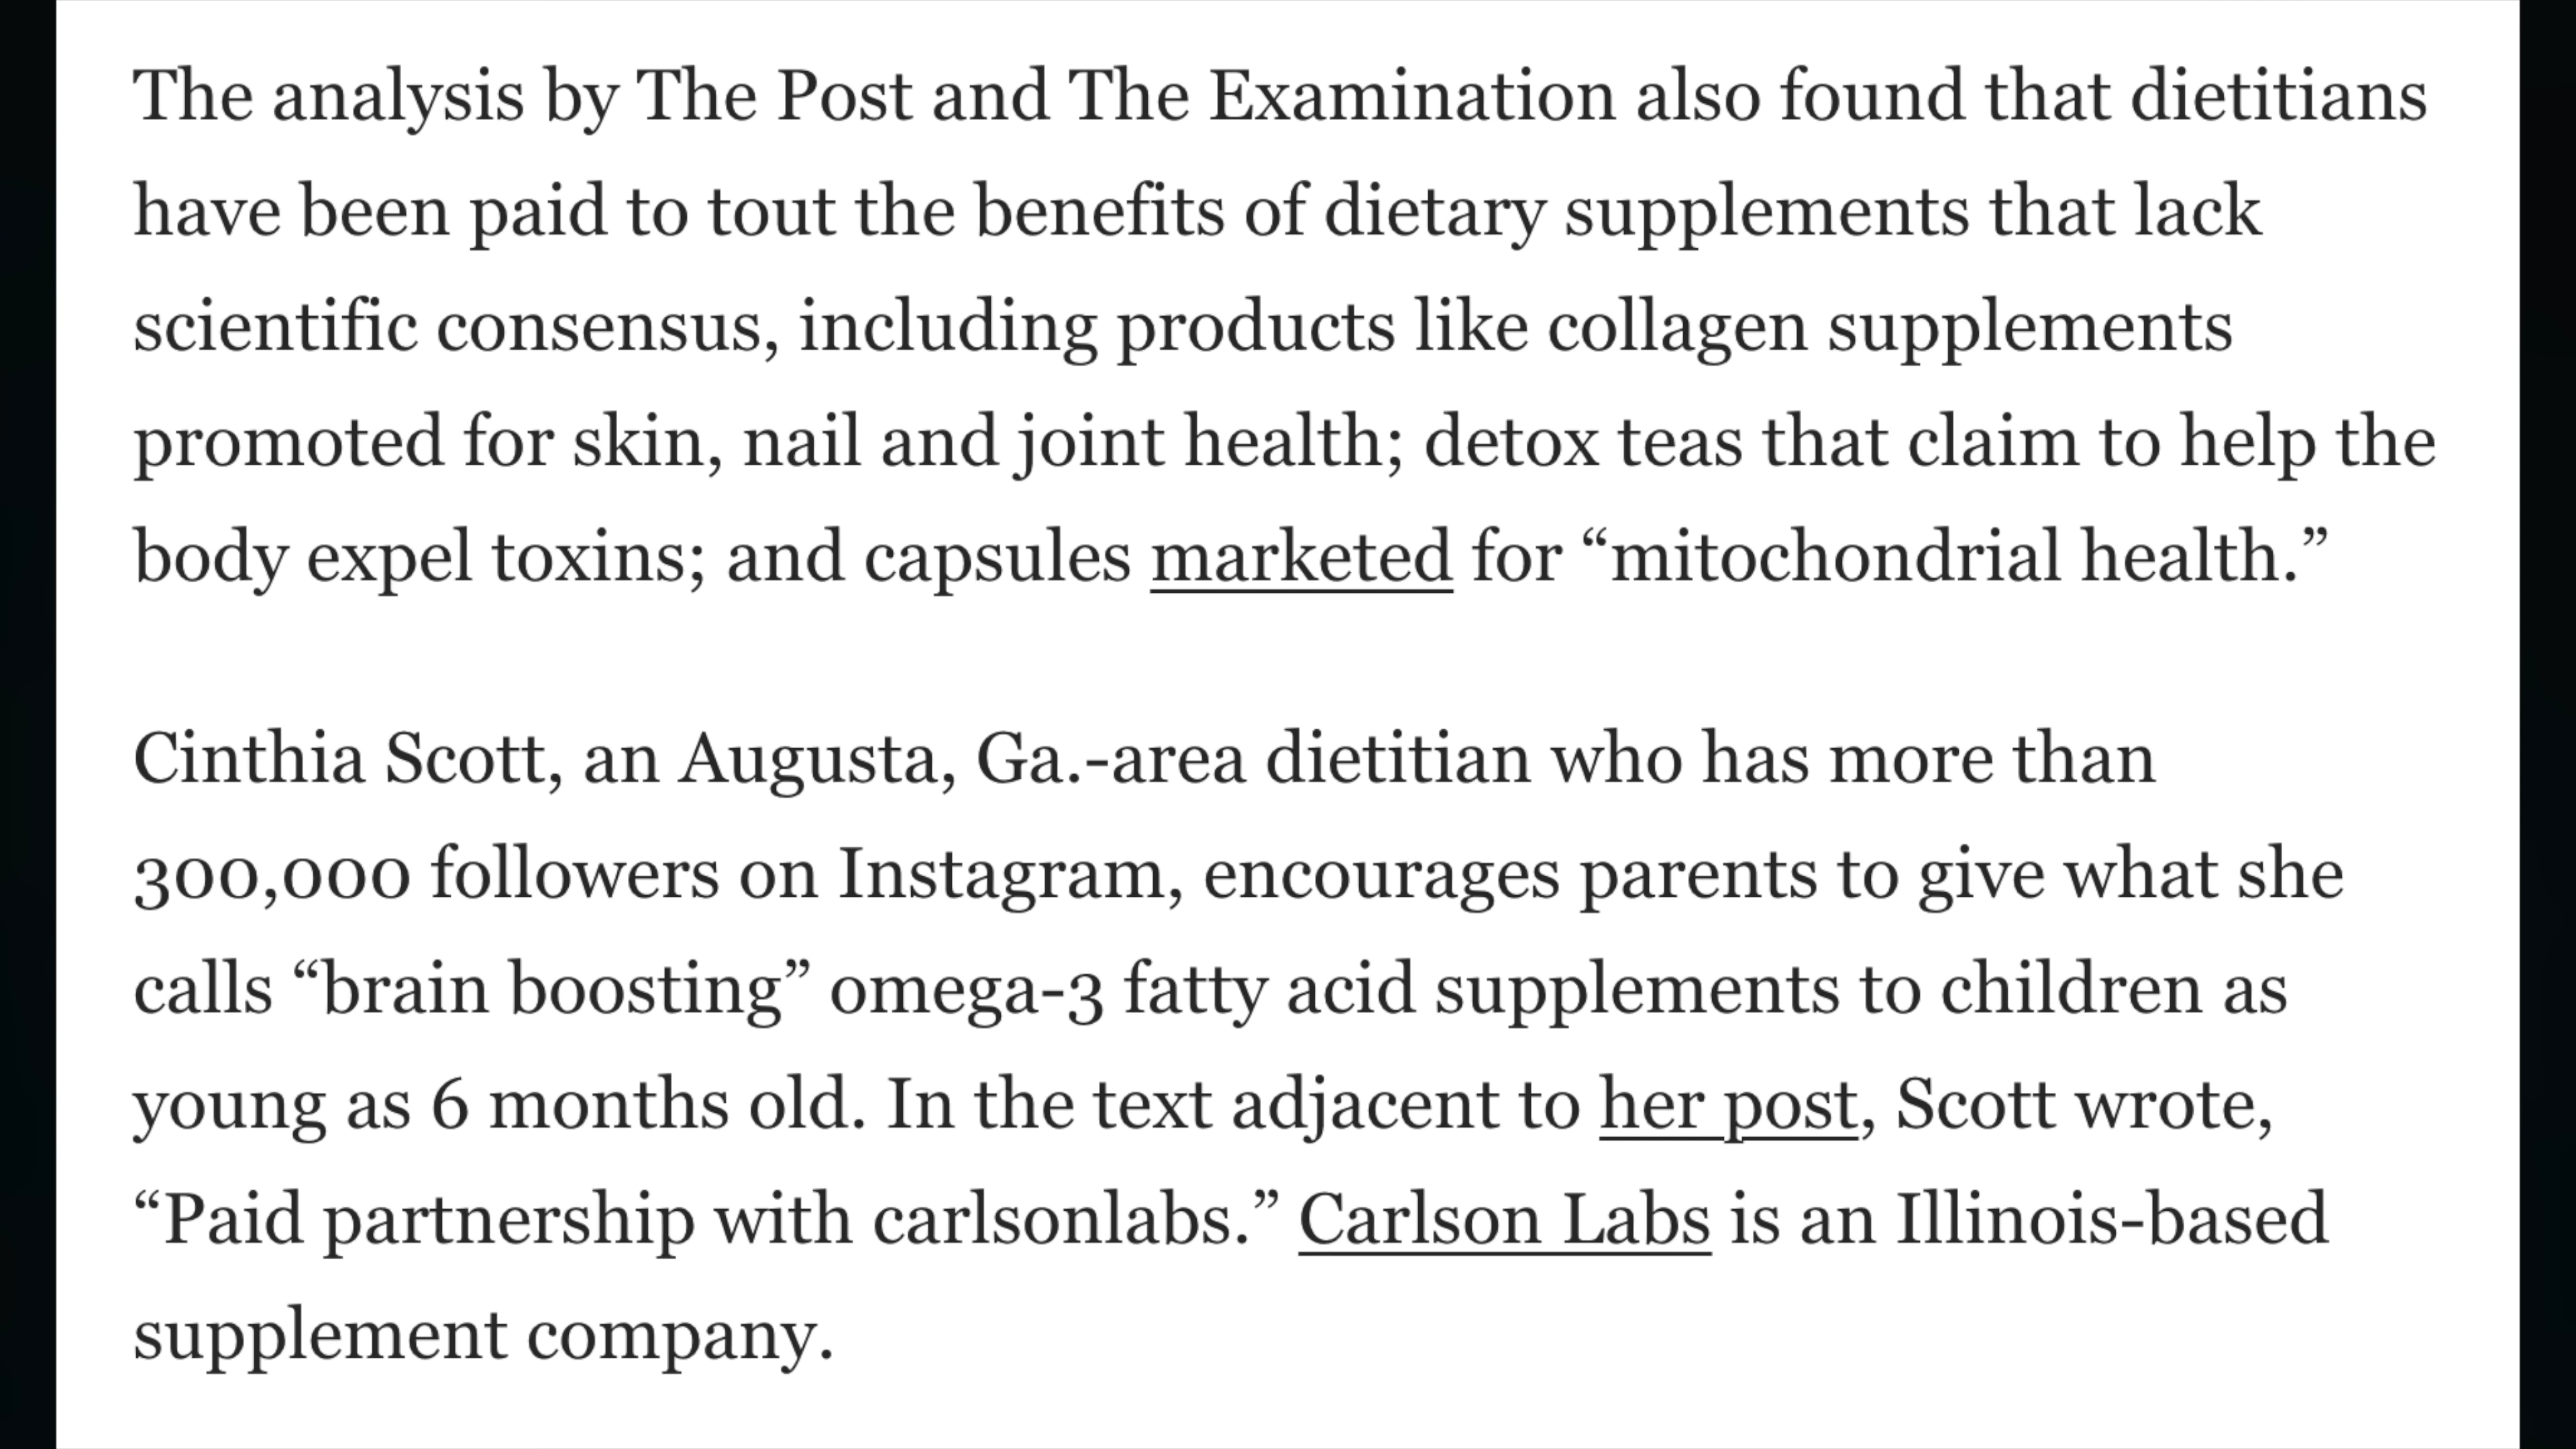 The analysis by The Post and The Examination also found that dietitians
have been paid to tout the benefits of dietary supplements that lack
scientific consensus, including products like collagen supplements
promoted for skin, nail and joint health; detox teas that claim to help the
body expel toxins; and capsules marketed for “mitochondrial health.”
Cinthia Scott, an Augusta, Ga.-area dietitian who has more than
300,000 followers on Instagram, encourages parents to give what she
calls “brain boosting” omega-3 fatty acid supplements to children as
young as 6 months old. In the text adjacent to her post, Scott wrote,
“Paid partnership with carlsonlabs.” Carlson Labs is an Illinois-based
supplement company.